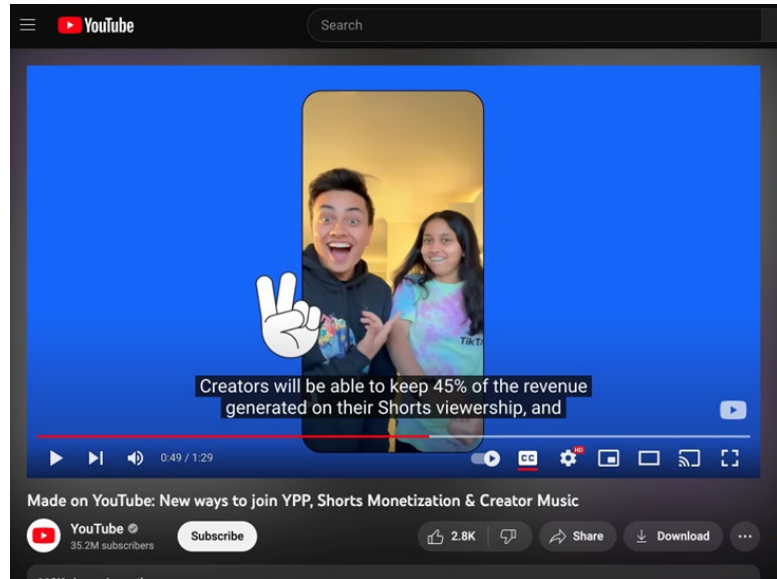 YouTube
Search
TikT
Creators will be able to keep 45% of the revenue
generated on their Shorts viewership, and
0:49 / 1:29
CC
HD
Made on YouTube: New ways to join YPP, Shorts Monetization & Creator Music
YouTube
35.2M subscribers
Subscribe
2.8K
Share
Download